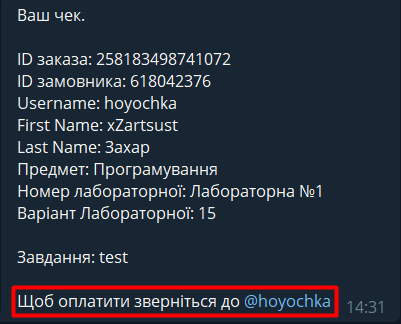 Ваш чек.
ID заказа: 258183498741072
ID замовника: 618042376
Username: hoyochka
First Name: xZartsust
Last Name: Захар
Предмет: Програмування
Номер лабораторної: Лабораторна №1
Варіант Лабораторної: 15
Завдання: test
Щоб оплатити зверніться до @hoyochka
14:31